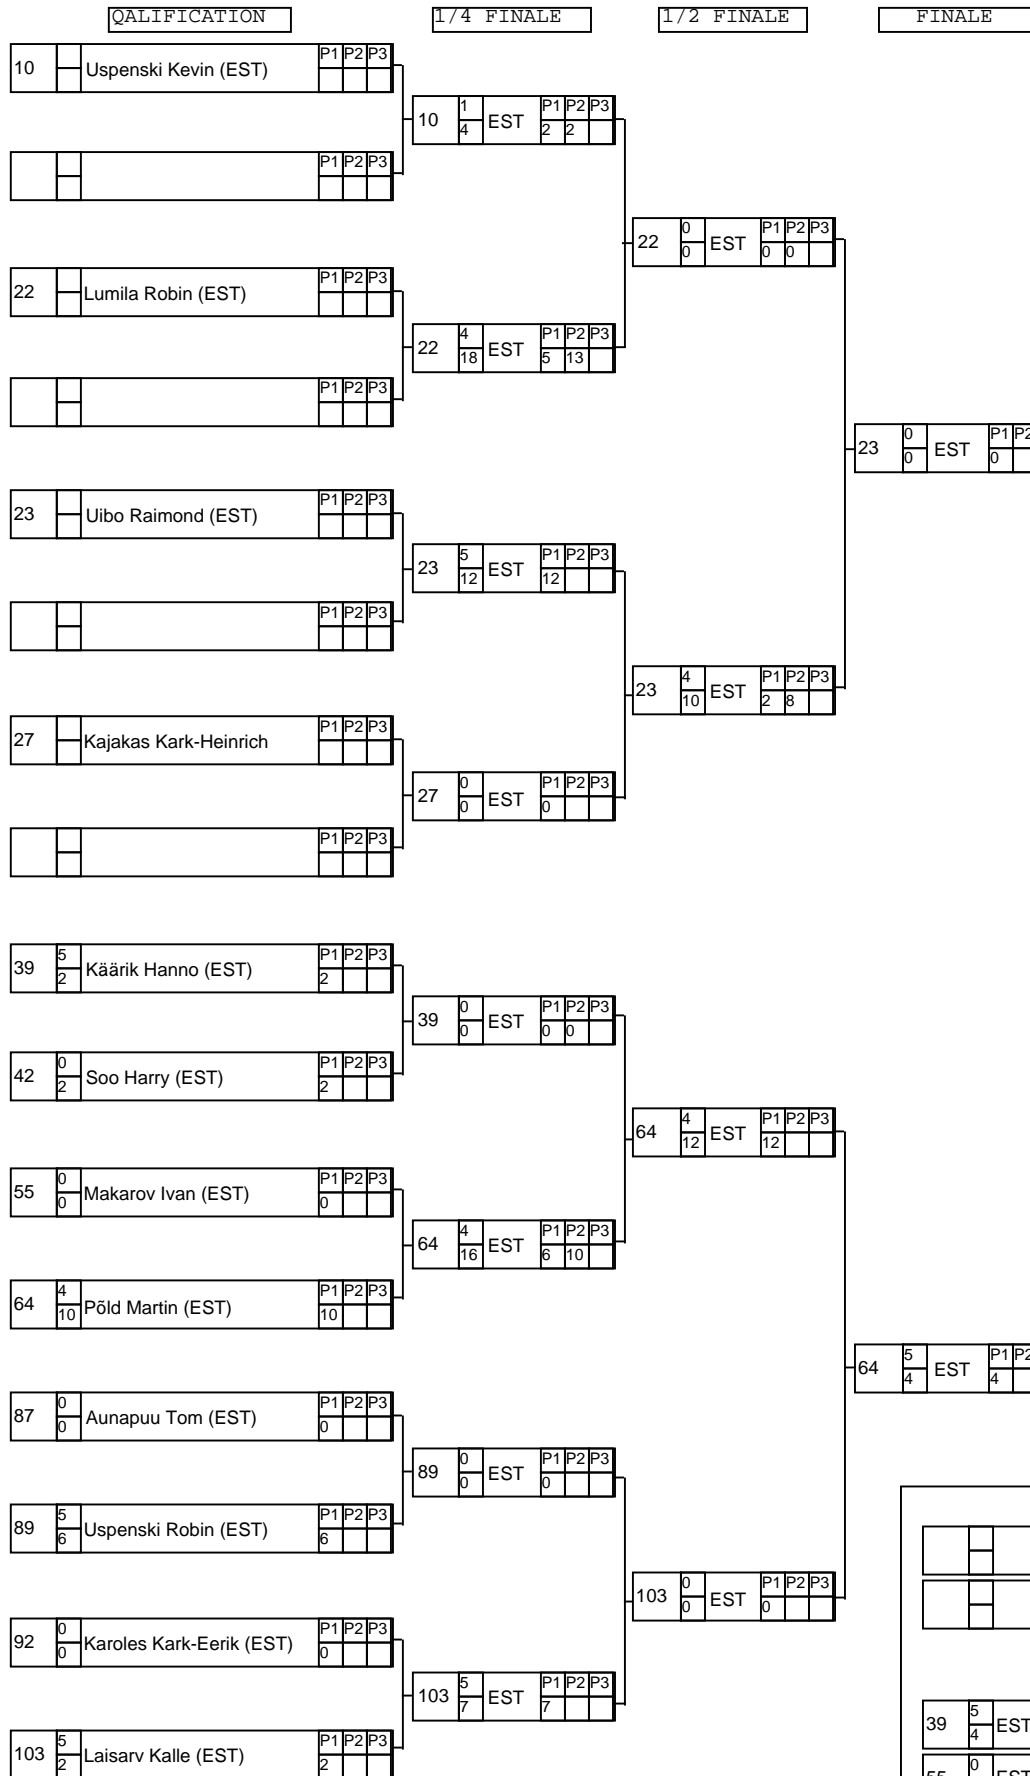 QALIFICATION 1/4 FINALE 1/2 FINALE FINALE
10 Uspenski Kevin (EST) P1 P2 P3
10 1 4 EST P1 P2 P3 2 2
P1 P2 P3
22 0 0 EST P1 P2 P3 0 0
22 Lumila Robin (EST) P1 P2 P3
22 4 18 EST P1 P2 P3 5 13
P1 P2 P3
23 0 0 EST P1 P2 0
23 Uibo Raimond (EST) P1 P2 P3
23 5 12 EST P1 P2 P3 12
P1 P2 P3
23 4 10 EST P1 P2 P3 2 8
27 Kajakas Kark-Heinrich P1 P2 P3
27 0 0 EST P1 P2 P3 0
P1 P2 P3
39 5 2 Käärik Hanno (EST) P1 P2 P3 2
39 0 0 EST P1 P2 P3 0 0
42 0 2 Soo Harry (EST) P1 P2 P3 2
64 4 12 EST P1 P2 P3 12
55 0 0 Makarov Ivan (EST) P1 P2 P3 0
64 4 16 EST P1 P2 P3 6 10
64 4 10 Põld Martin (EST) P1 P2 P3 10
64 5 4 EST P1 P2 4
87 0 0 Aunapuu Tom (EST) P1 P2 P3 0
89 0 0 EST P1 P2 P3 0
89 5 6 Uspenski Robin (EST) P1 P2 P3 6
103 0 0 EST P1 P2 P3 0
92 0 0 Karoles Kark-Eerik (EST) P1 P2 P3 0
103 5 7 EST P1 P2 P3 7
39 5 4 EST
103 5 2 Laisarv Kalle (EST) P1 P2 P3 2
55 0 EST